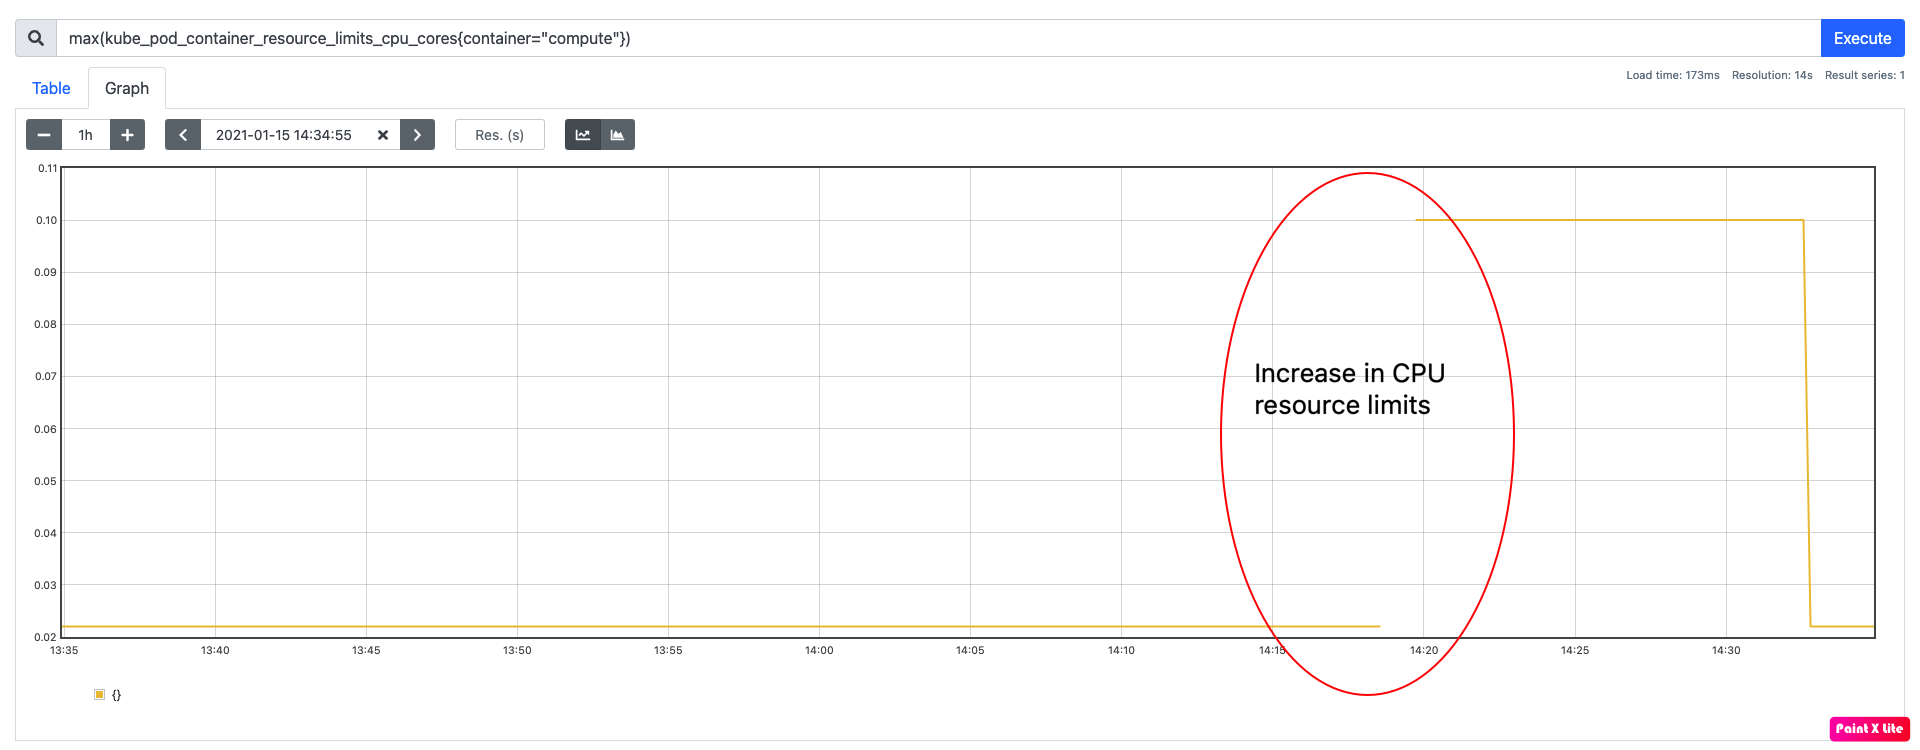 max(kube_pod_container_resource_limits_cpu_cores{container="compute"})
Execute
Table
Graph
Load time: 173ms Resolution: 14s Result series: 1
1h
2021-01-15 14:34:55
Res. (s)
0.11
0.10
0.09
0.08
0.07
0.06
0.05
0.04
0.03
0.02
Increase in CPU
resource limits
13:35 13:40 13:45 13:50 13:55 14:00 14:05 14:10 14:15 14:20 14:25 14:30
{}
Paint X Lite